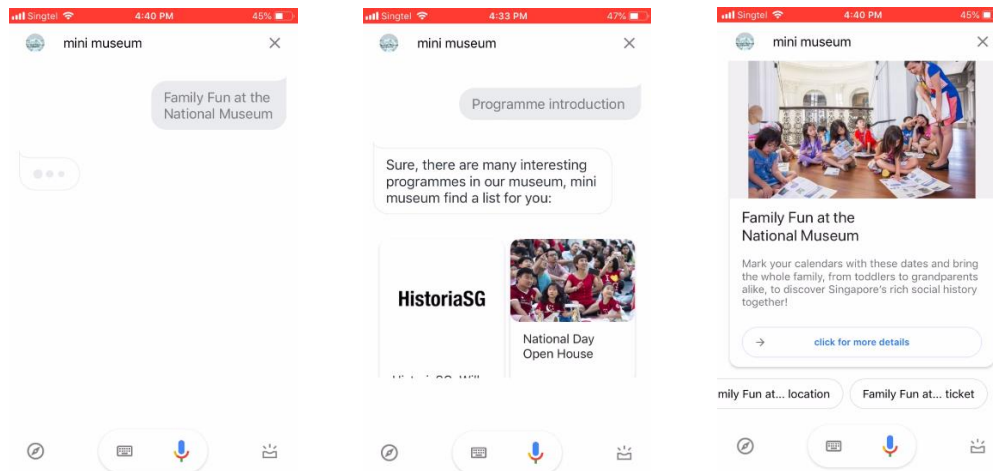 Singtel 4:40 PM 45%
mini museum
Family Fun at the
National Museum
Singtel 4:33 PM 47%
mini museum
Programme introduction
Sure, there are many interesting
programmes in our museum, mini
museum find a list for you:
HistoriaSG
National Day
Open House
Singtel 4:40 PM 45%
mini museum
Family Fun at the
National Museum
Mark your calendars with these dates and bring
the whole family, from toddlers to grandparents
alike, to discover Singapore's rich social history
together!
click for more details
mily Fun at... location
Family Fun at... ticket